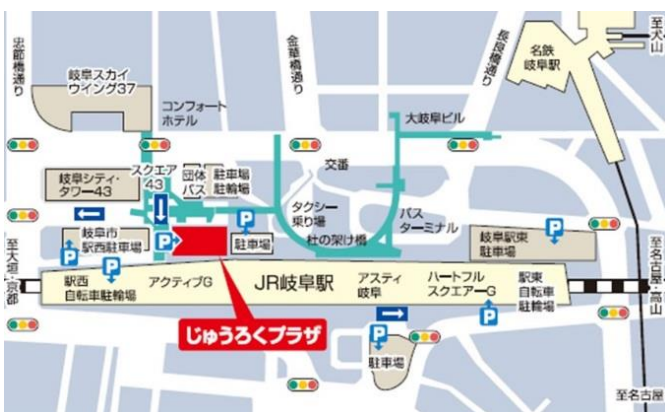 忠節橋通り
金華橋通り
長良橋通り
至犬山
名鉄
岐阜駅
岐阜スカイ
ウイング37
コンフォート
ホテル
大岐阜ビル
交番
岐阜シティ・
タワー43
スクエア
43
団体
バス
駐車場
駐輪場
タクシー
乗り場
バス
ターミナル
杜の架け橋
岐阜市
駅西駐車場
P
P
駐車場
P
P
P
岐阜駅東
駐車場
至大垣・京都
駅西
自転車駐輪場
アクティブG
JR岐阜駅
アスティ
岐阜
ハートフル
スクエアーG
駅東
自転車
駐輪場
至名古屋・高山
じゅうろくプラザ
P
P
駐車場
至名古屋